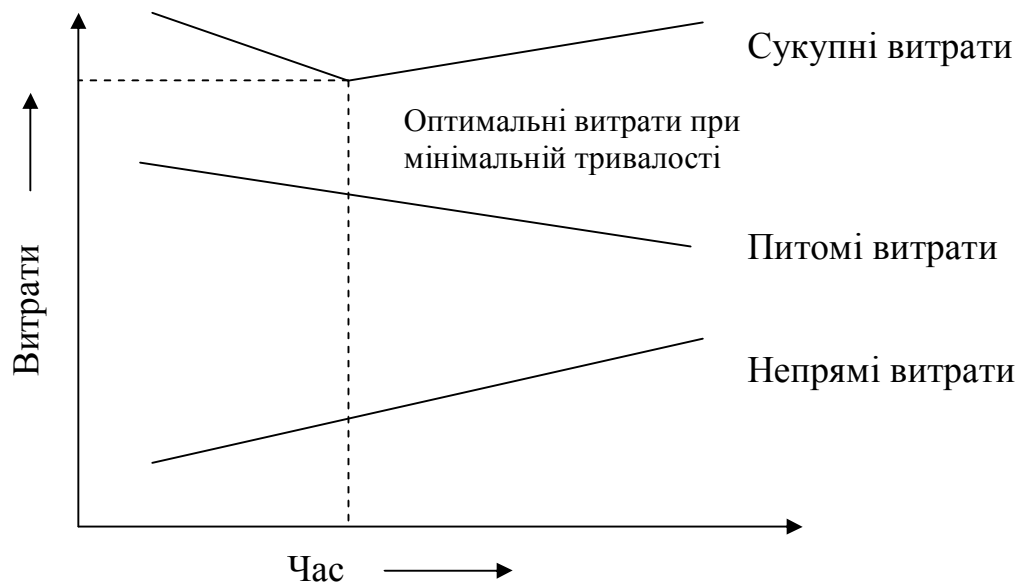 Сукупні витрати
Оптимальні витрати при
мінімальній тривалості
Питомі витрати
Витрати
Непрямі витрати
Час